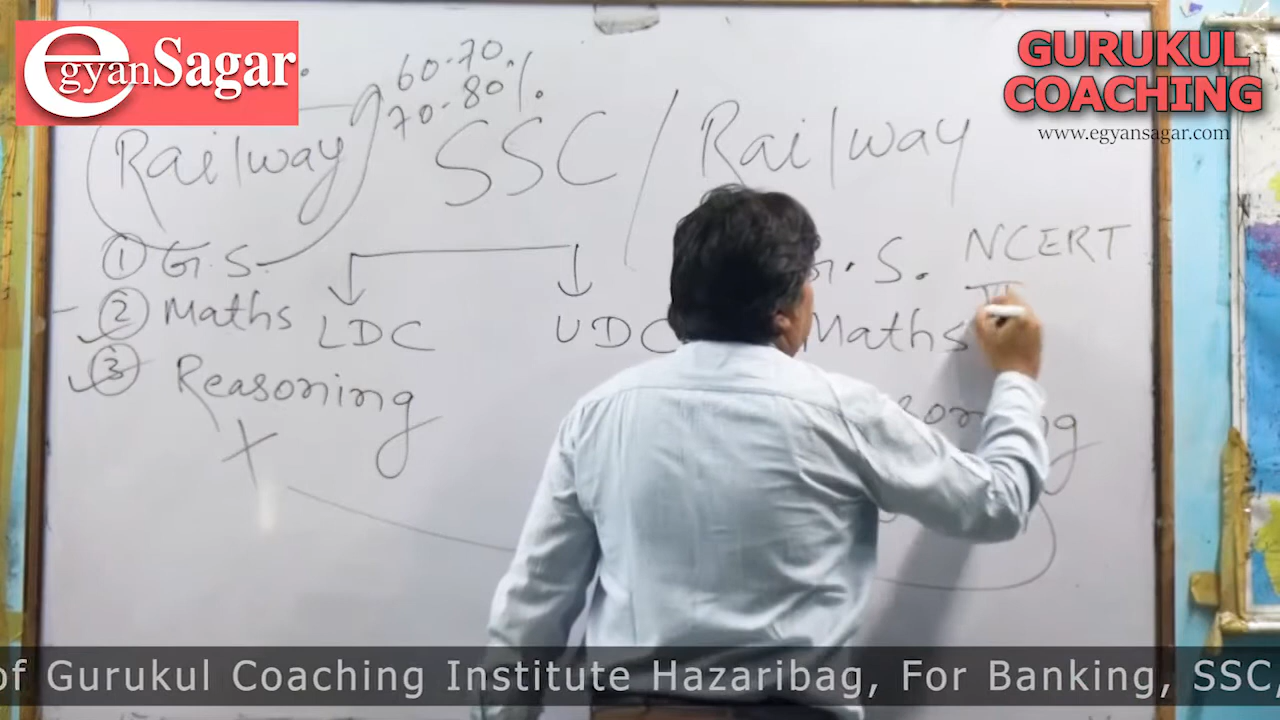 egyanSagar
GURUKUL
COACHING
www.egyansagar.com
60-70%
70-80%
Railway
SSC / Railway
① G.S.
② Maths
③ Reasoning
X
LDC
UDC
G.S.
Maths
NCERT
of Gurukul Coaching Institute Hazaribag, For Banking, SSC,